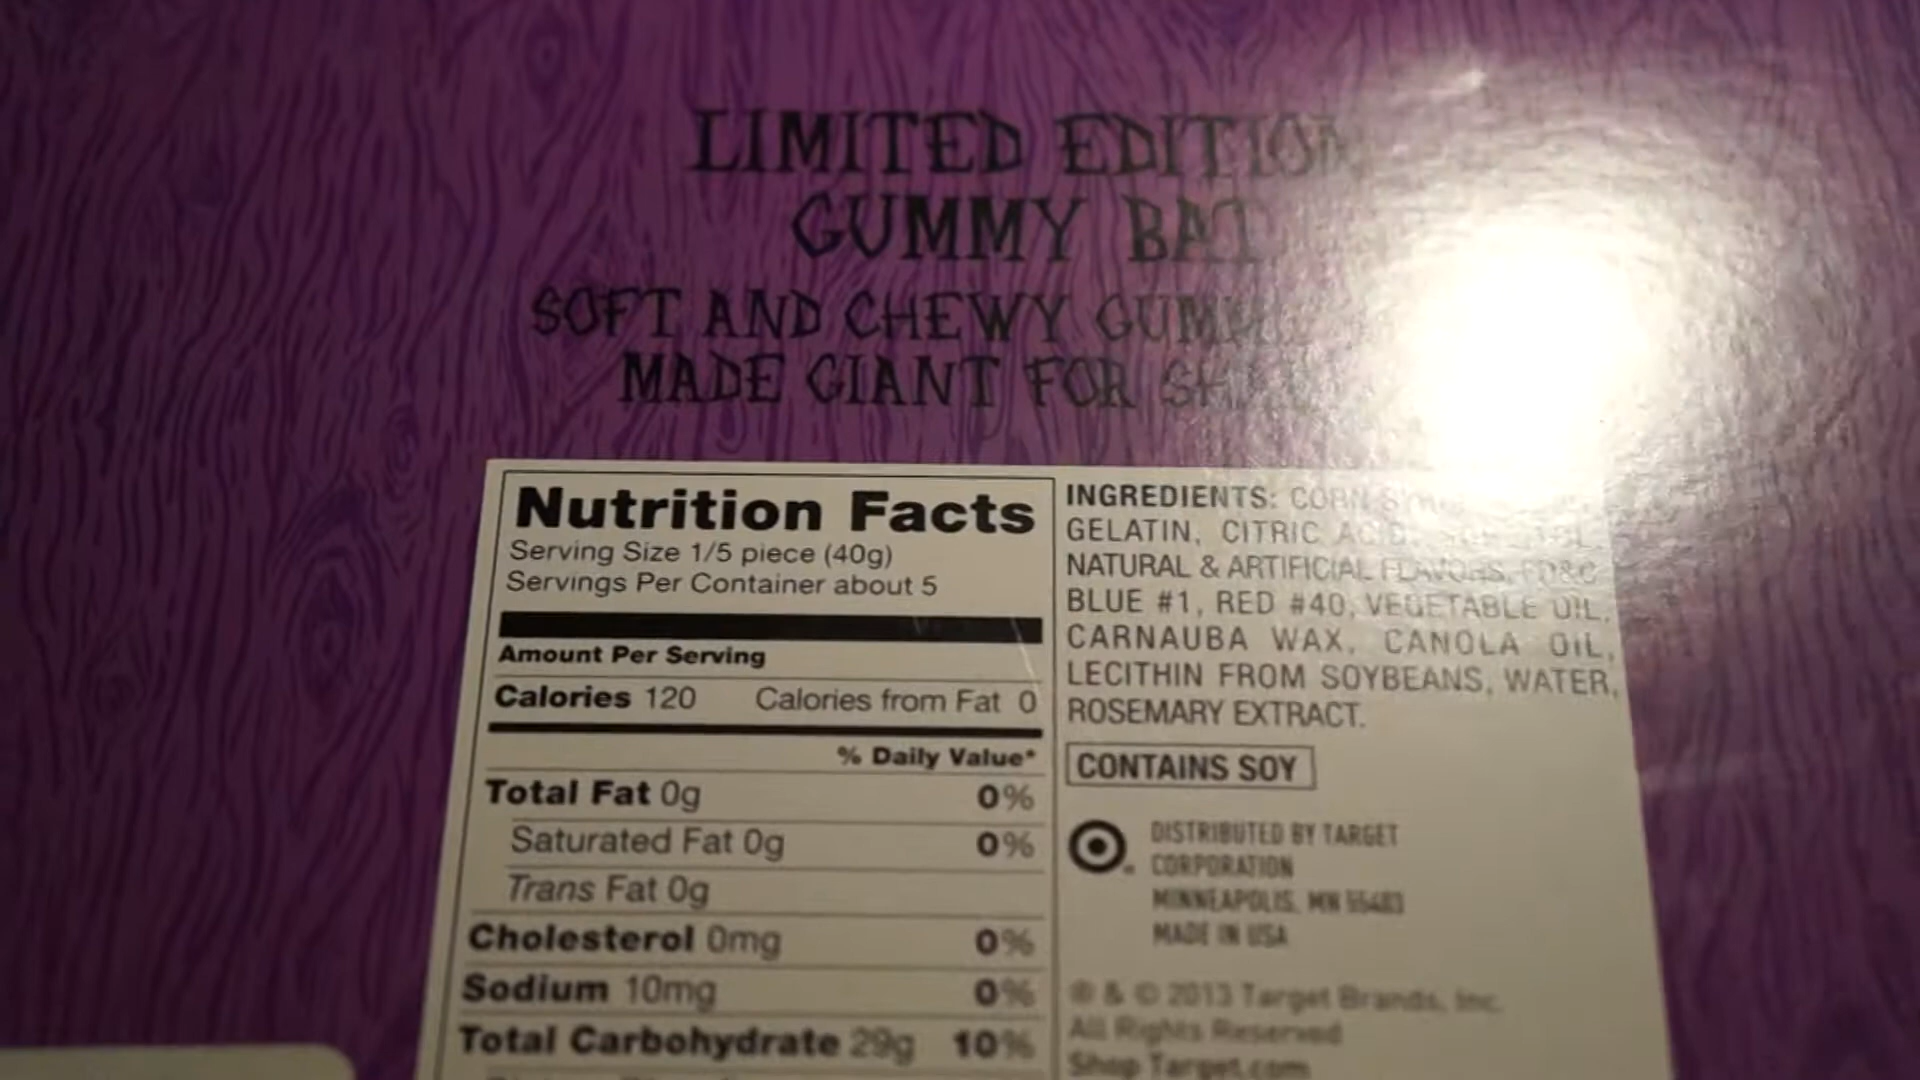 LIMITED EDITION
GUMMY BAT
SOFT AND CHEWY
MADE GIANT FOR
Nutrition Facts
Serving Size 1/5 piece (40g)
Servings Per Container about 5
Amount Per Serving
Calories 120 Calories from Fat 0
% Daily Value*
Total Fat 0g 0%
Saturated Fat 0g 0%
Trans Fat 0g
Cholesterol 0mg 0%
Sodium 10mg 0%
Total Carbohydrate 29g 10%
INGREDIENTS: CORN
GELATIN, CITRIC ACID,
NATURAL & ARTIFICIAL FLAVORS, FD&C
BLUE #1, RED #40, VEGETABLE OIL,
CARNAUBA WAX, CANOLA OIL,
LECITHIN FROM SOYBEANS, WATER,
ROSEMARY EXTRACT.
CONTAINS SOY
DISTRIBUTED BY TARGET
CORPORATION
MINNEAPOLIS, MN 55403
MADE IN USA
® & © 2013 Target Brands, Inc.
All Rights Reserved
Shop Target.com